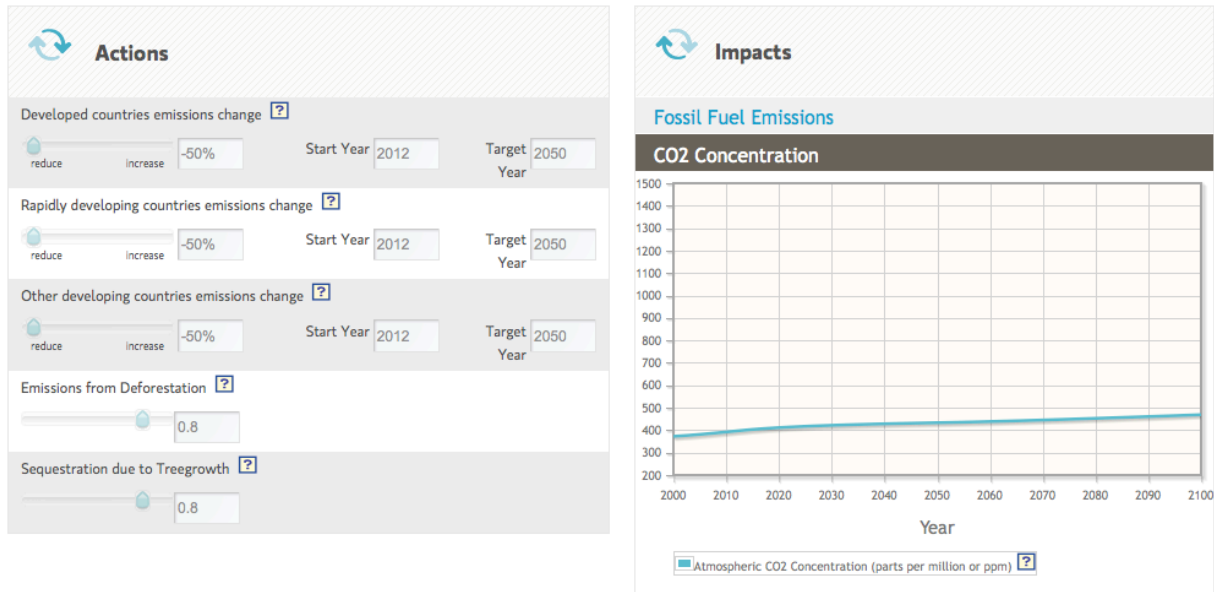 Actions
Developed countries emissions change ?
reduce increase -50% Start Year 2012 Target Year 2050
Rapidly developing countries emissions change ?
reduce increase -50% Start Year 2012 Target Year 2050
Other developing countries emissions change ?
reduce increase -50% Start Year 2012 Target Year 2050
Emissions from Deforestation ?
0.8
Sequestration due to Treegrowth ?
0.8
Impacts
Fossil Fuel Emissions
CO2 Concentration
1500
1400
1300
1200
1100
1000
900
800
700
600
500
400
300
200
2000 2010 2020 2030 2040 2050 2060 2070 2080 2090 2100
Year
Atmospheric CO2 Concentration (parts per million or ppm) ?